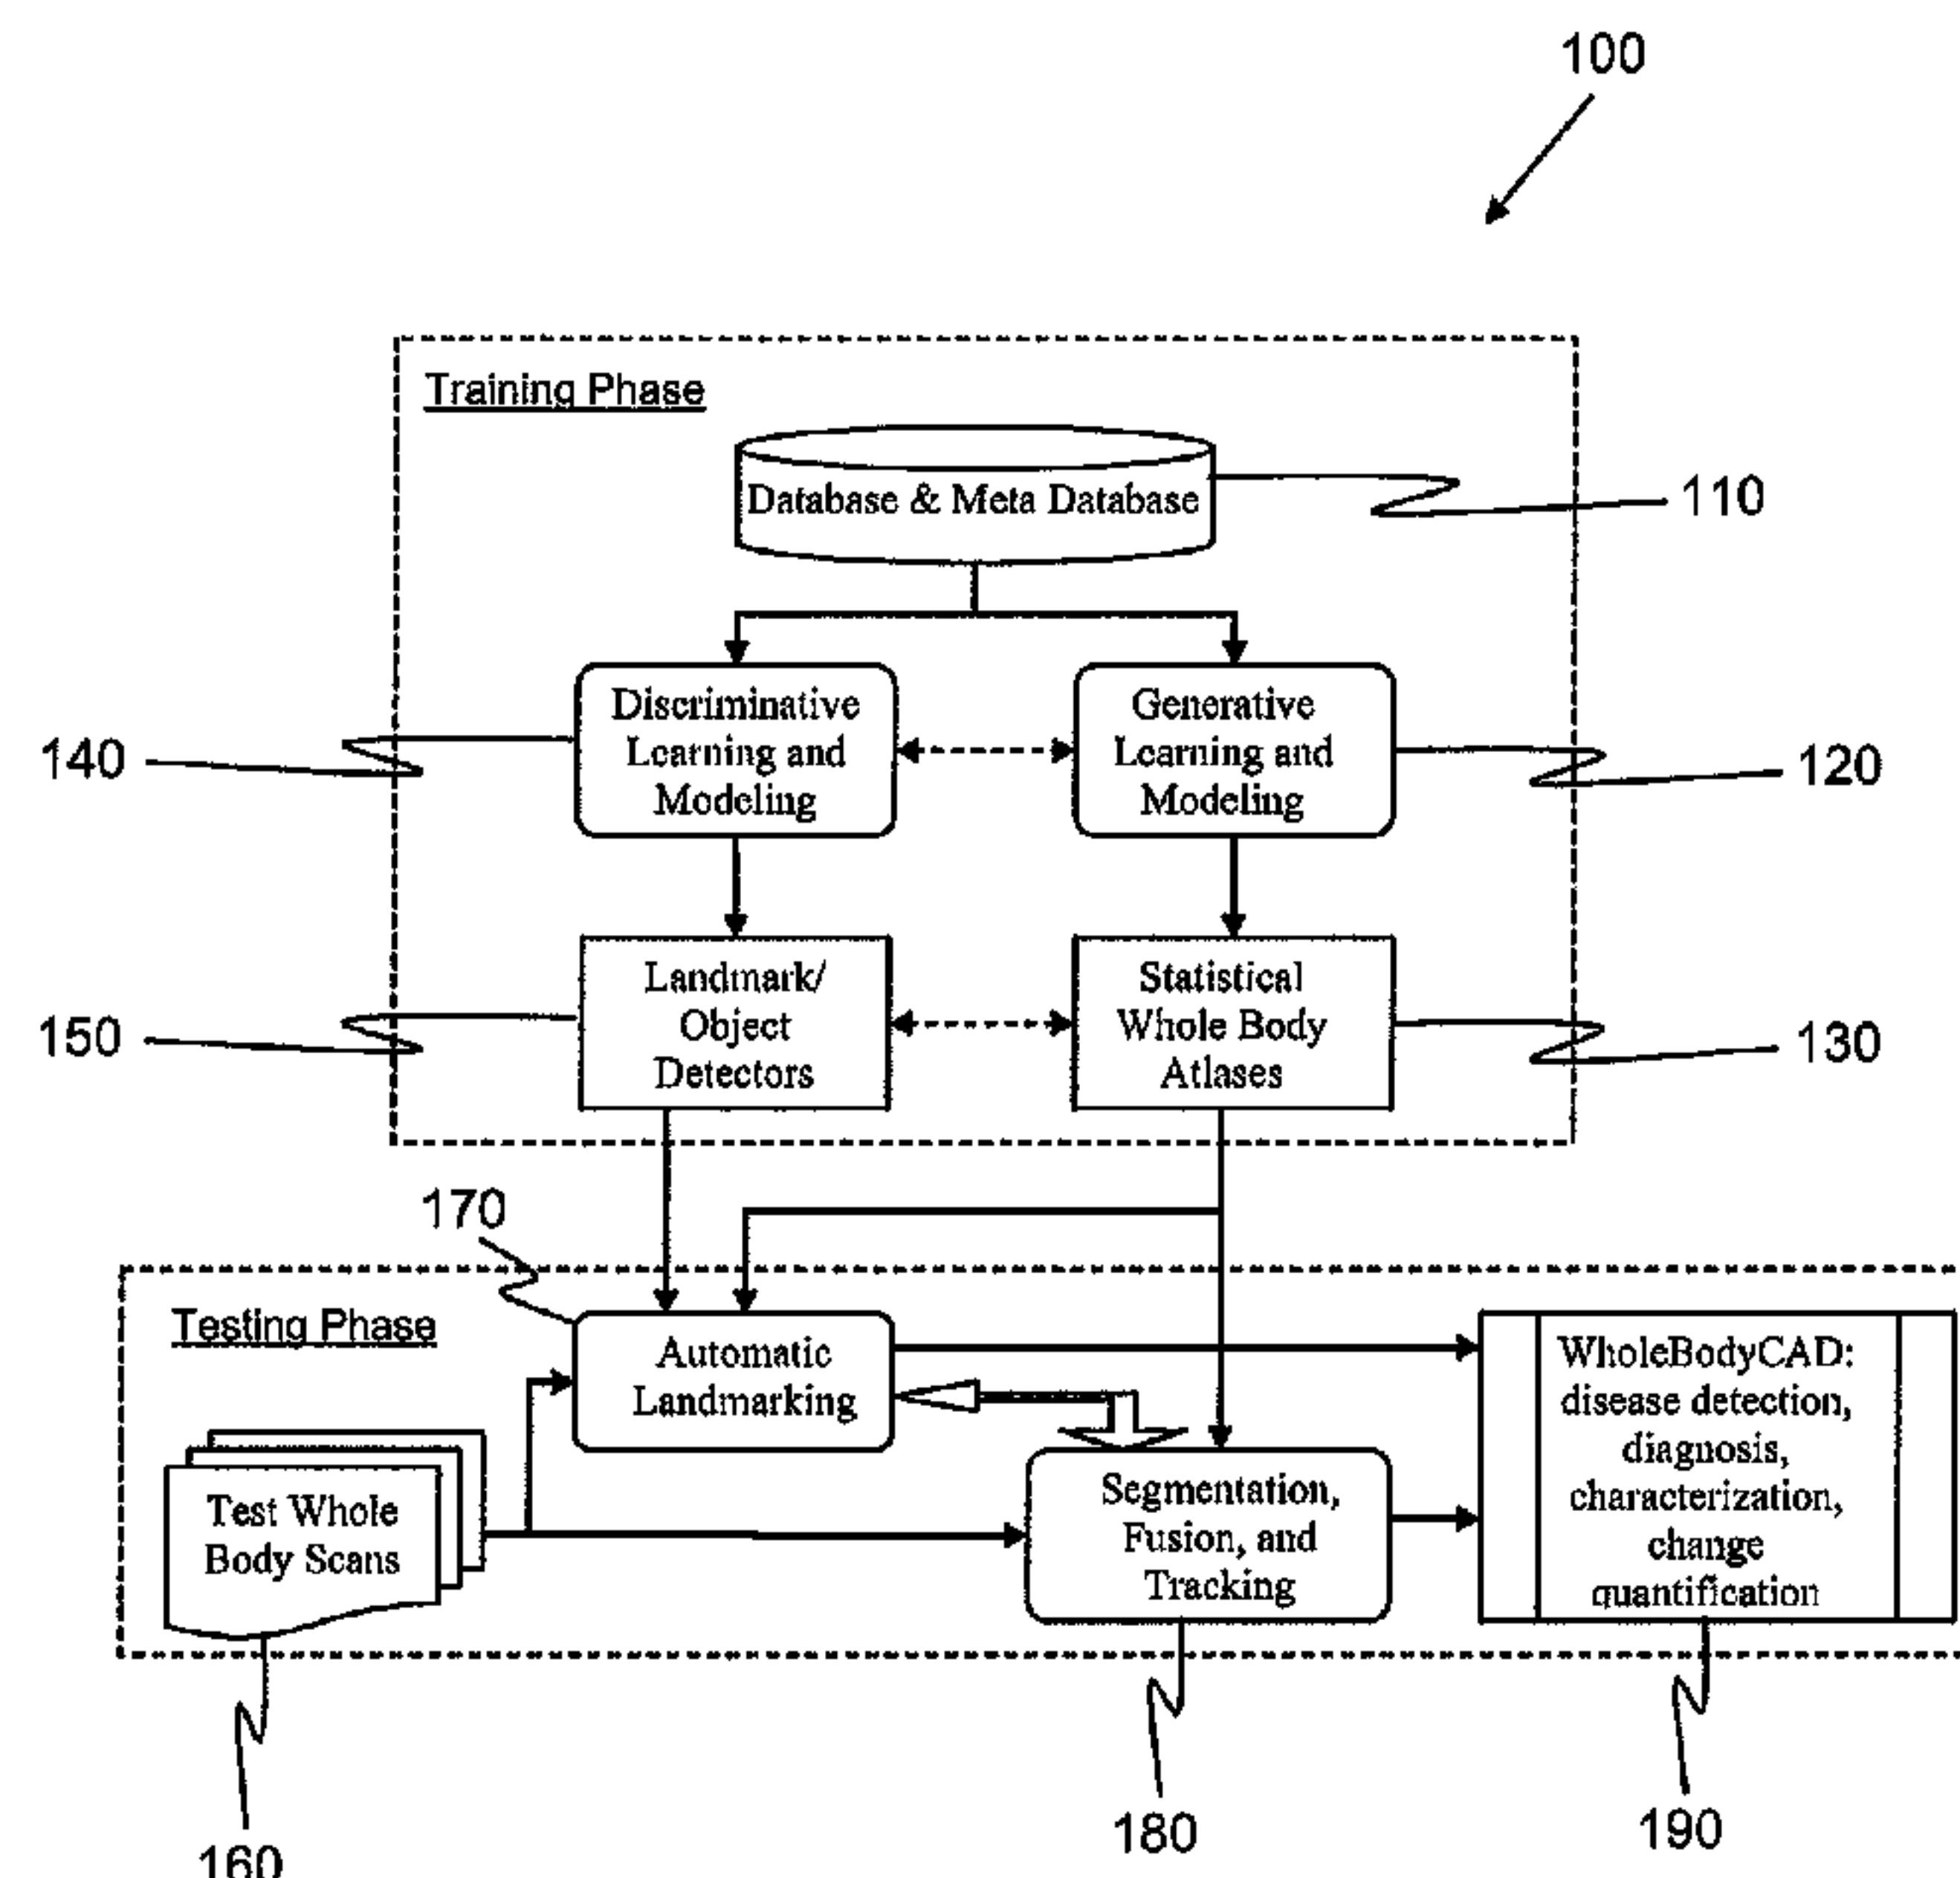 100
Training Phase
Database & Meta Database
110
Discriminative
Learning and
Modeling
Generative
Learning and
Modeling
140
120
Landmark/
Object
Detectors
Statistical
Whole Body
Atlases
150
130
170
Testing Phase
Automatic
Landmarking
WholeBodyCAD:
disease detection,
diagnosis,
characterization,
change
quantification
Test Whole
Body Scans
Segmentation,
Fusion, and
Tracking
160
180
190